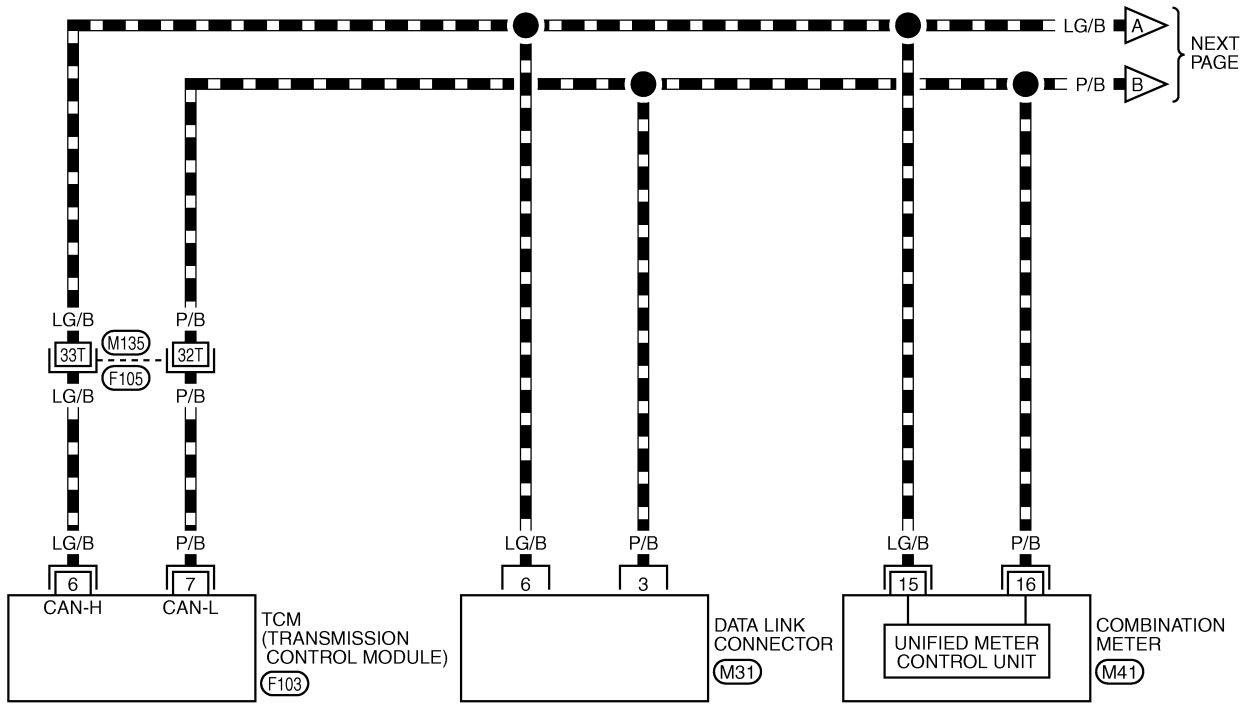 LG/B A
NEXT
PAGE
P/B B
LG/B P/B
33T M135 32T
F105
LG/B P/B
LG/B P/B LG/B P/B LG/B P/B
6 7 6 3 15 16
CAN-H CAN-L
TCM
(TRANSMISSION
CONTROL MODULE)
F103
DATA LINK
CONNECTOR
M31
UNIFIED METER
CONTROL UNIT
COMBINATION
METER
M41